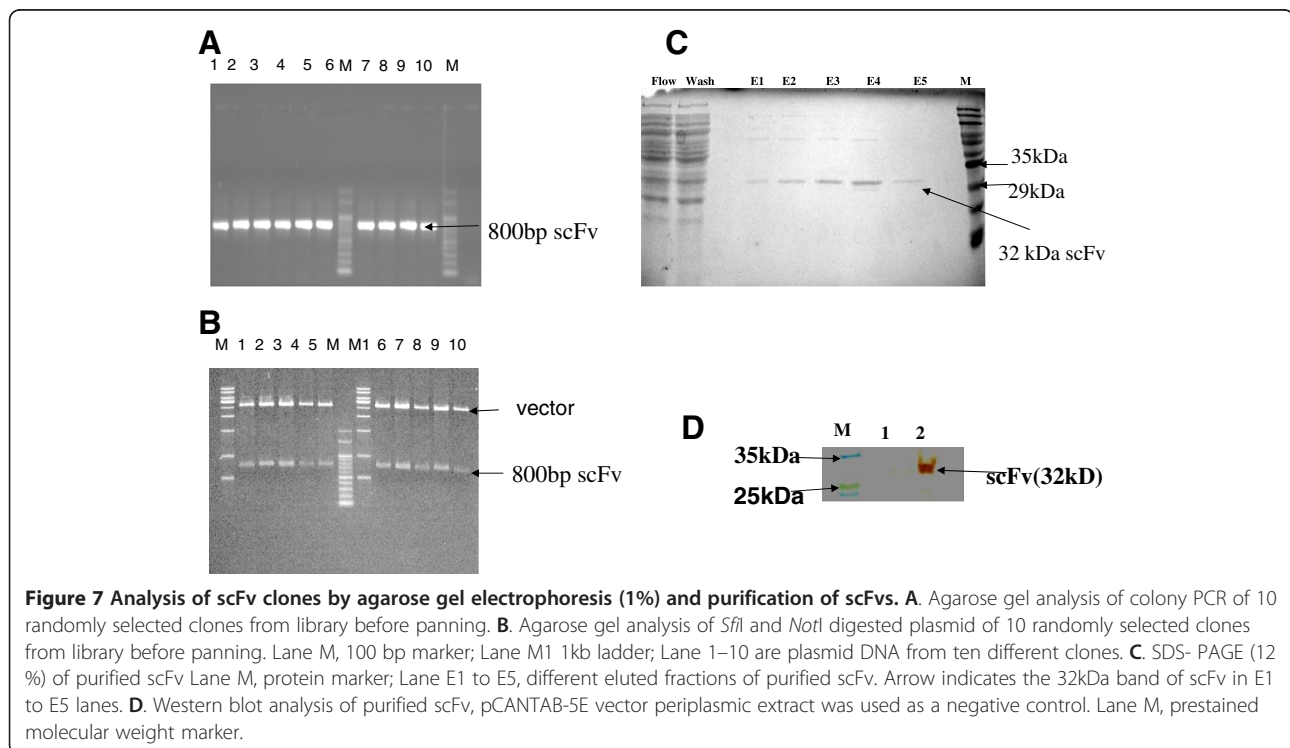 A
1 2 3 4 5 6 M 7 8 9 10 M
800bp scFv
B
M 1 2 3 4 5 M M1 6 7 8 9 10
vector
800bp scFv
C
Flow Wash E1 E2 E3 E4 E5 M
35kDa
29kDa
32 kDa scFv
D
M 1 2
35kDa
25kDa
scFv(32kD)
Figure 7 Analysis of scFv clones by agarose gel electrophoresis (1%) and purification of scFvs. A. Agarose gel analysis of colony PCR of 10
randomly selected clones from library before panning. B. Agarose gel analysis of SfiI and NotI digested plasmid of 10 randomly selected clones
from library before panning. Lane M, 100 bp marker; Lane M1 1kb ladder; Lane 1–10 are plasmid DNA from ten different clones. C. SDS- PAGE (12
%) of purified scFv Lane M, protein marker; Lane E1 to E5, different eluted fractions of purified scFv. Arrow indicates the 32kDa band of scFv in E1
to E5 lanes. D. Western blot analysis of purified scFv, pCANTAB-5E vector periplasmic extract was used as a negative control. Lane M, prestained
molecular weight marker.